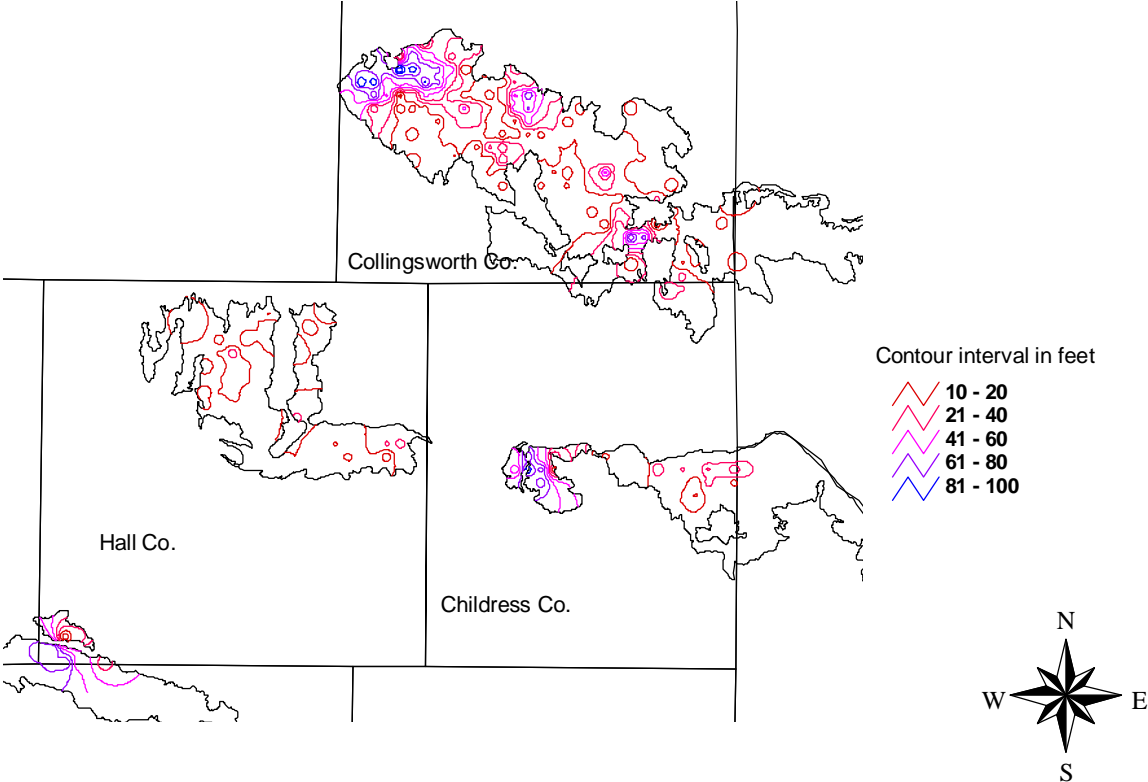 Collingsworth Co.
Contour interval in feet
10 - 20
21 - 40
41 - 60
61 - 80
81 - 100
Hall Co.
Childress Co.
N
W E
S